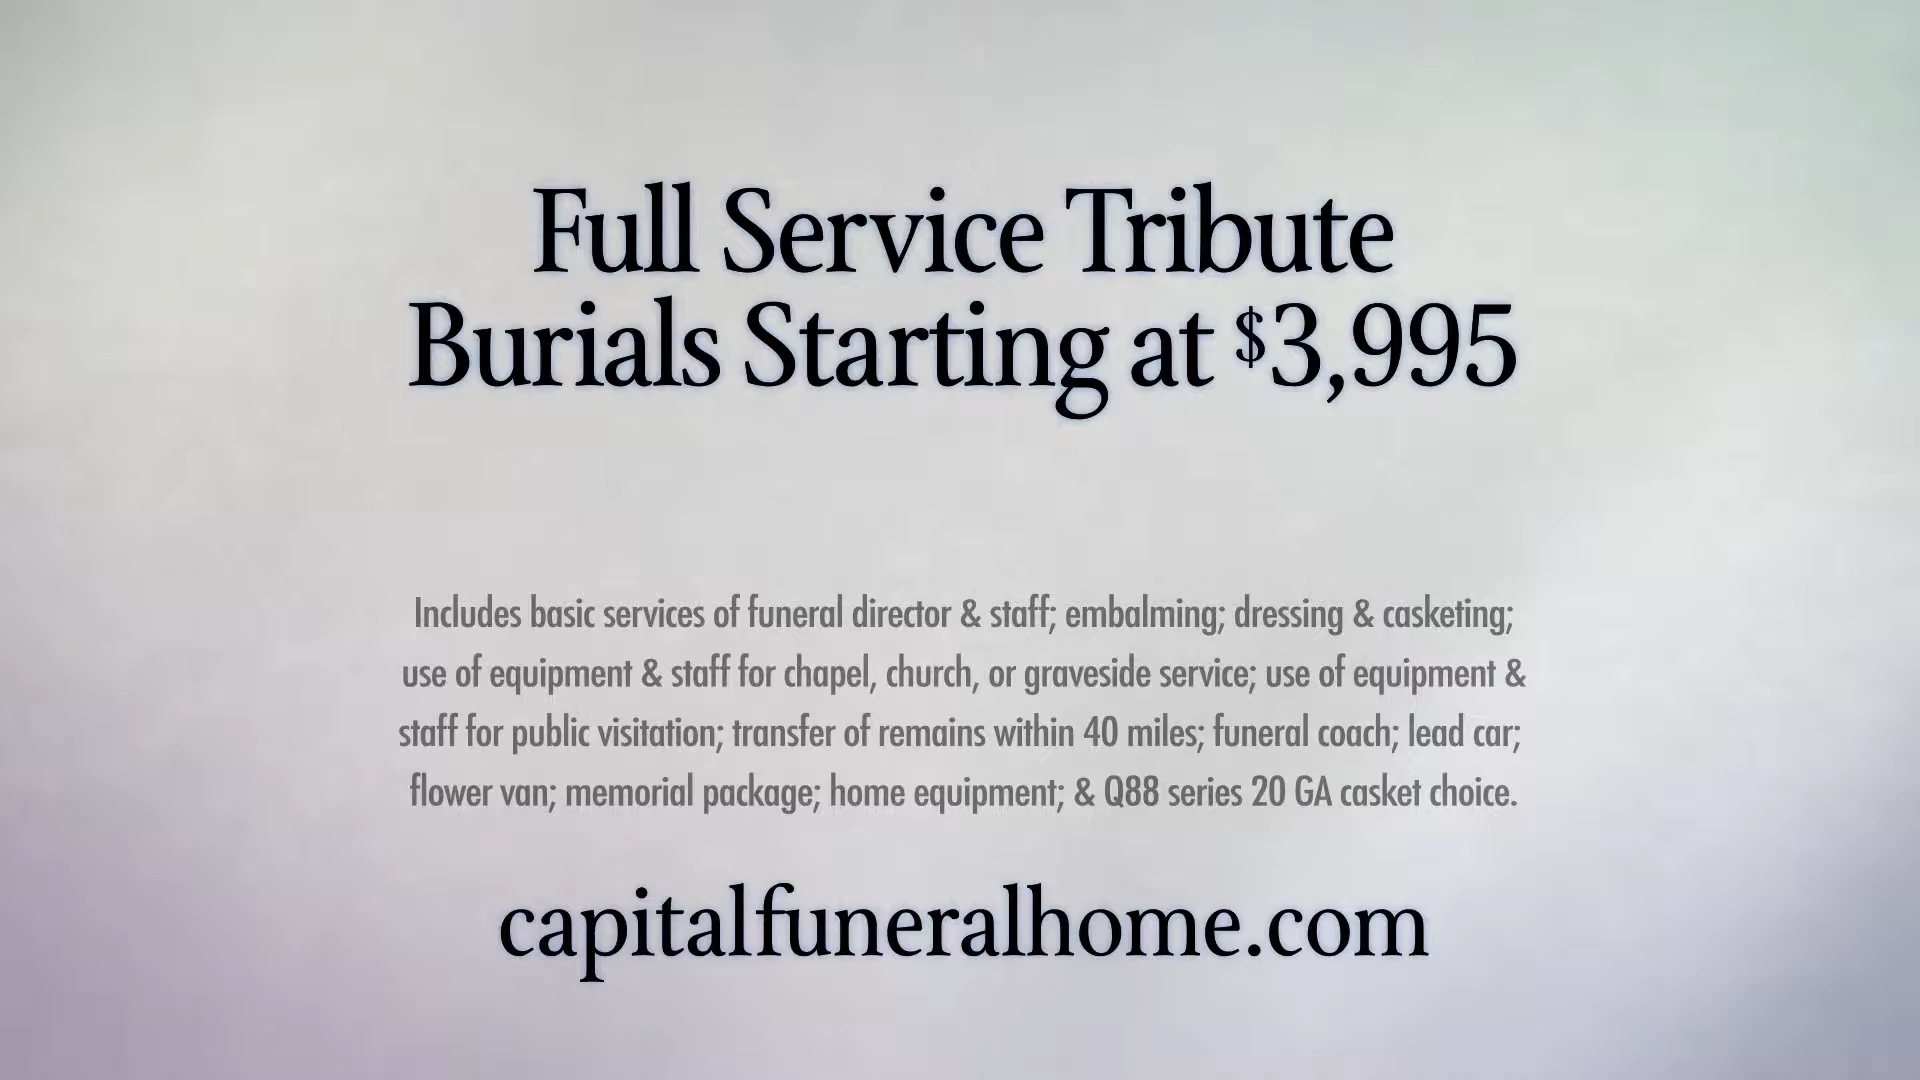 Full Service Tribute
Burials Starting at $3,995
Includes basic services of funeral director & staff; embalming; dressing & casketing;
use of equipment & staff for chapel, church, or graveside service; use of equipment &
staff for public visitation; transfer of remains within 40 miles; funeral coach; lead car;
flower van; memorial package; home equipment; & Q88 series 20 GA casket choice.
capitalfuneralhome.com